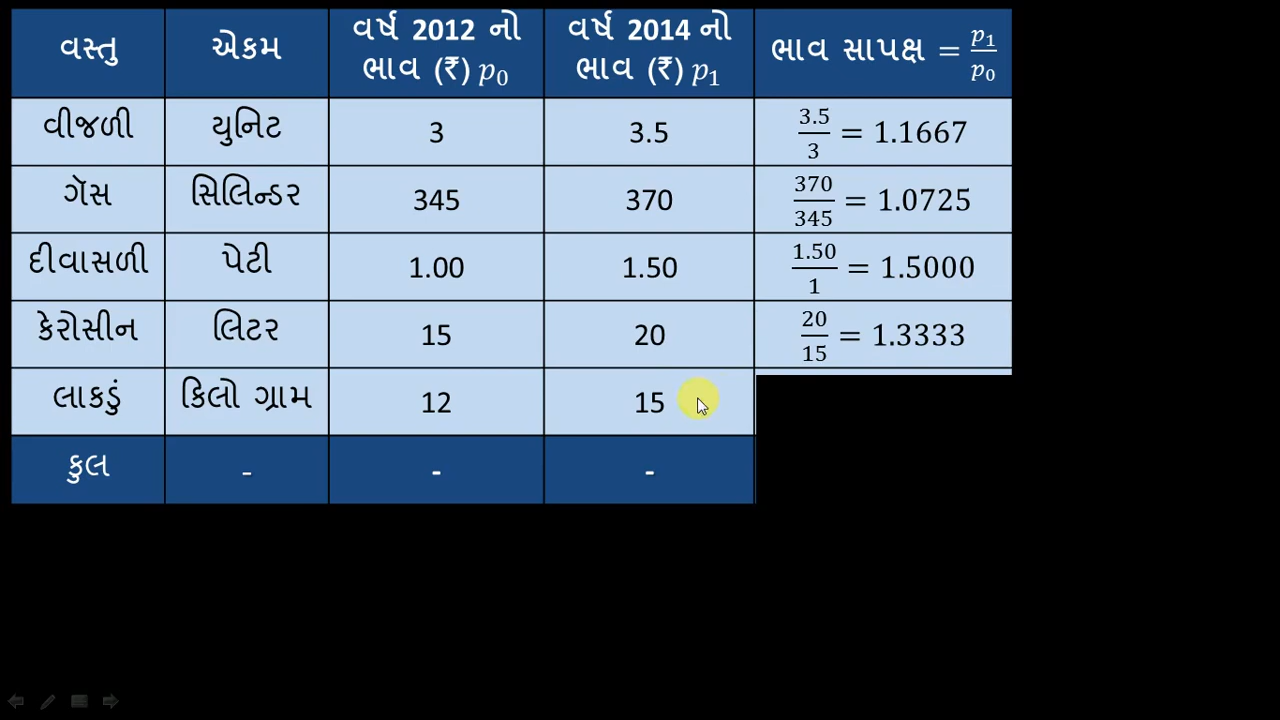 વસ્તુ એકમ વર્ષ 2012 નો ભાવ (₹) p₀ વર્ષ 2014 નો ભાવ (₹) p₁ ભાવ સાપક્ષ = p₁/p₀
વીજળી યુનિટ 3 3.5 3.5/3 = 1.1667
ગૅસ સિલિન્ડર 345 370 370/345 = 1.0725
દીવાસળી પેટી 1.00 1.50 1.50/1 = 1.5000
કેરોસીન લિટર 15 20 20/15 = 1.3333
લાકડું કિલો ગ્રામ 12 15
કુલ - - -